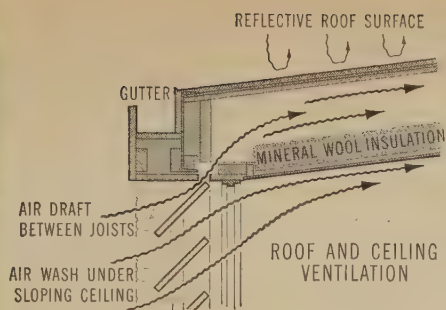 REFLECTIVE ROOF SURFACE
GUTTER
MINERAL WOOL INSULATION
AIR DRAFT
BETWEEN JOISTS
AIR WASH UNDER
SLOPING CEILING
ROOF AND CEILING
VENTILATION